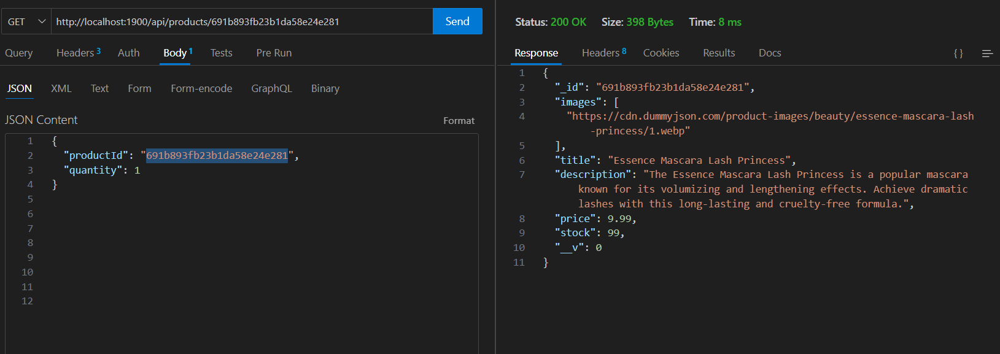 GET http://localhost:1900/api/products/691b893fb23b1da58e24e281 Send
Query Headers 3 Auth Body 1 Tests Pre Run
JSON XML Text Form Form-encode GraphQL Binary
JSON Content Format
1 {
2 "productId": "691b893fb23b1da58e24e281",
3 "quantity": 1
4 }
5
6
7
8
9
10
11
12
Status: 200 OK Size: 398 Bytes Time: 8 ms
Response Headers 8 Cookies Results Docs { }
1 {
2 "_id": "691b893fb23b1da58e24e281",
3 "images": [
4 "https://cdn.dummyjson.com/product-images/beauty/essence-mascara-lash
-princess/1.webp"
5 ],
6 "title": "Essence Mascara Lash Princess",
7 "description": "The Essence Mascara Lash Princess is a popular mascara
known for its volumizing and lengthening effects. Achieve dramatic
lashes with this long-lasting and cruelty-free formula.",
8 "price": 9.99,
9 "stock": 99,
10 "__v": 0
11 }